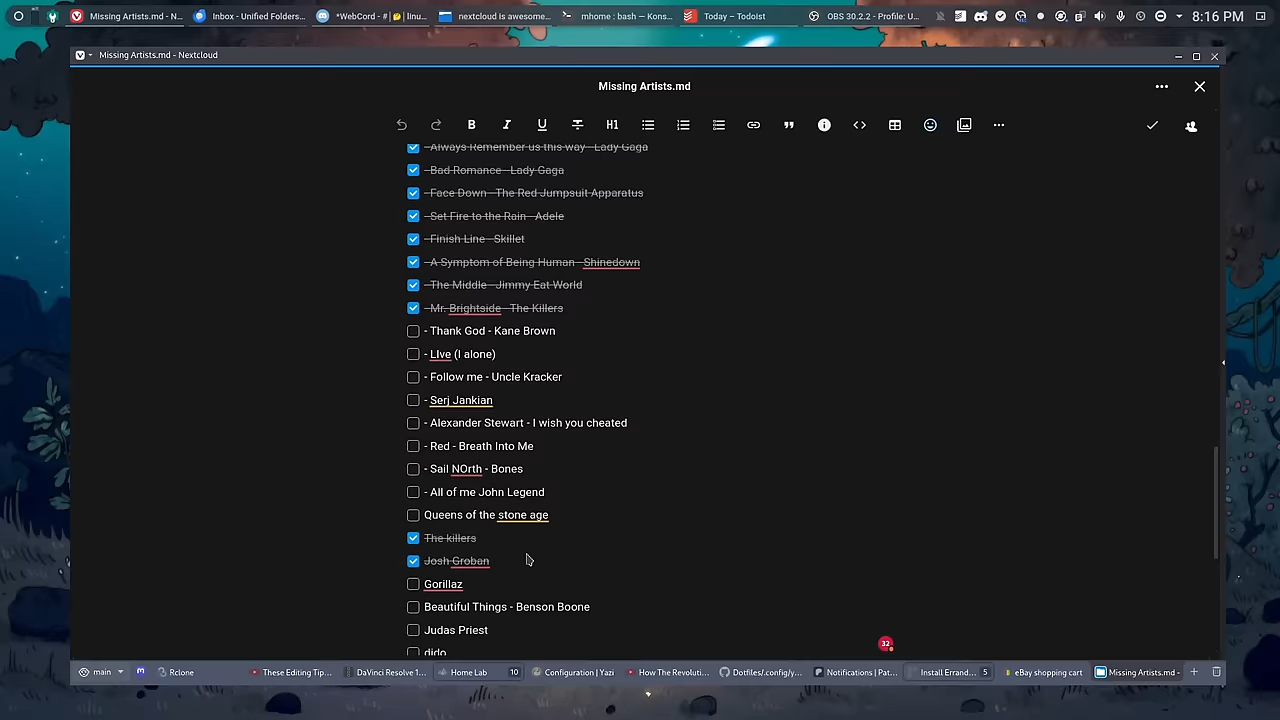 Missing Artists.md - N...
Inbox - Unified Folders...
*WebCord - # | 🤔 | linu...
nextcloud is awesome...
mhome : bash — Kons...
Today – Todoist
OBS 30.2.2 - Profile: U...
8:16 PM
Missing Artists.md - Nextcloud
Missing Artists.md
B I U S H1
- Always Remember us this way - Lady Gaga
- Bad Romance - Lady Gaga
- Face Down - The Red Jumpsuit Apparatus
- Set Fire to the Rain - Adele
- Finish Line - Skillet
- A Symptom of Being Human - Shinedown
- The Middle - Jimmy Eat World
- Mr. Brightside - The Killers
- Thank God - Kane Brown
- LIve (I alone)
- Follow me - Uncle Kracker
- Serj Jankian
- Alexander Stewart - I wish you cheated
- Red - Breath Into Me
- Sail NOrth - Bones
- All of me John Legend
Queens of the stone age
The killers
Josh Groban
Gorillaz
Beautiful Things - Benson Boone
Judas Priest
dido
32
main
Rclone
These Editing Tip...
DaVinci Resolve 1...
Home Lab
10
Configuration | Yazi
How The Revoluti...
Dotfiles/.config/y...
Notifications | Pat...
Install Errand...
5
eBay shopping cart
Missing Artists.md -